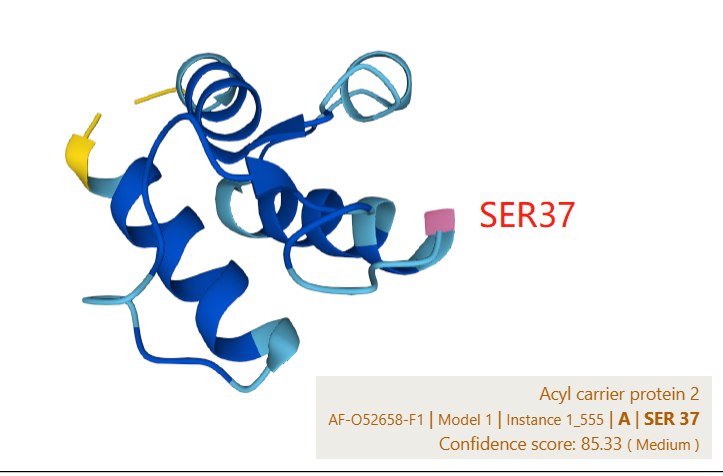 SER37
Acyl carrier protein 2
AF-O52658-F1 | Model 1 | Instance 1_555 | A | SER 37
Confidence score: 85.33 ( Medium )